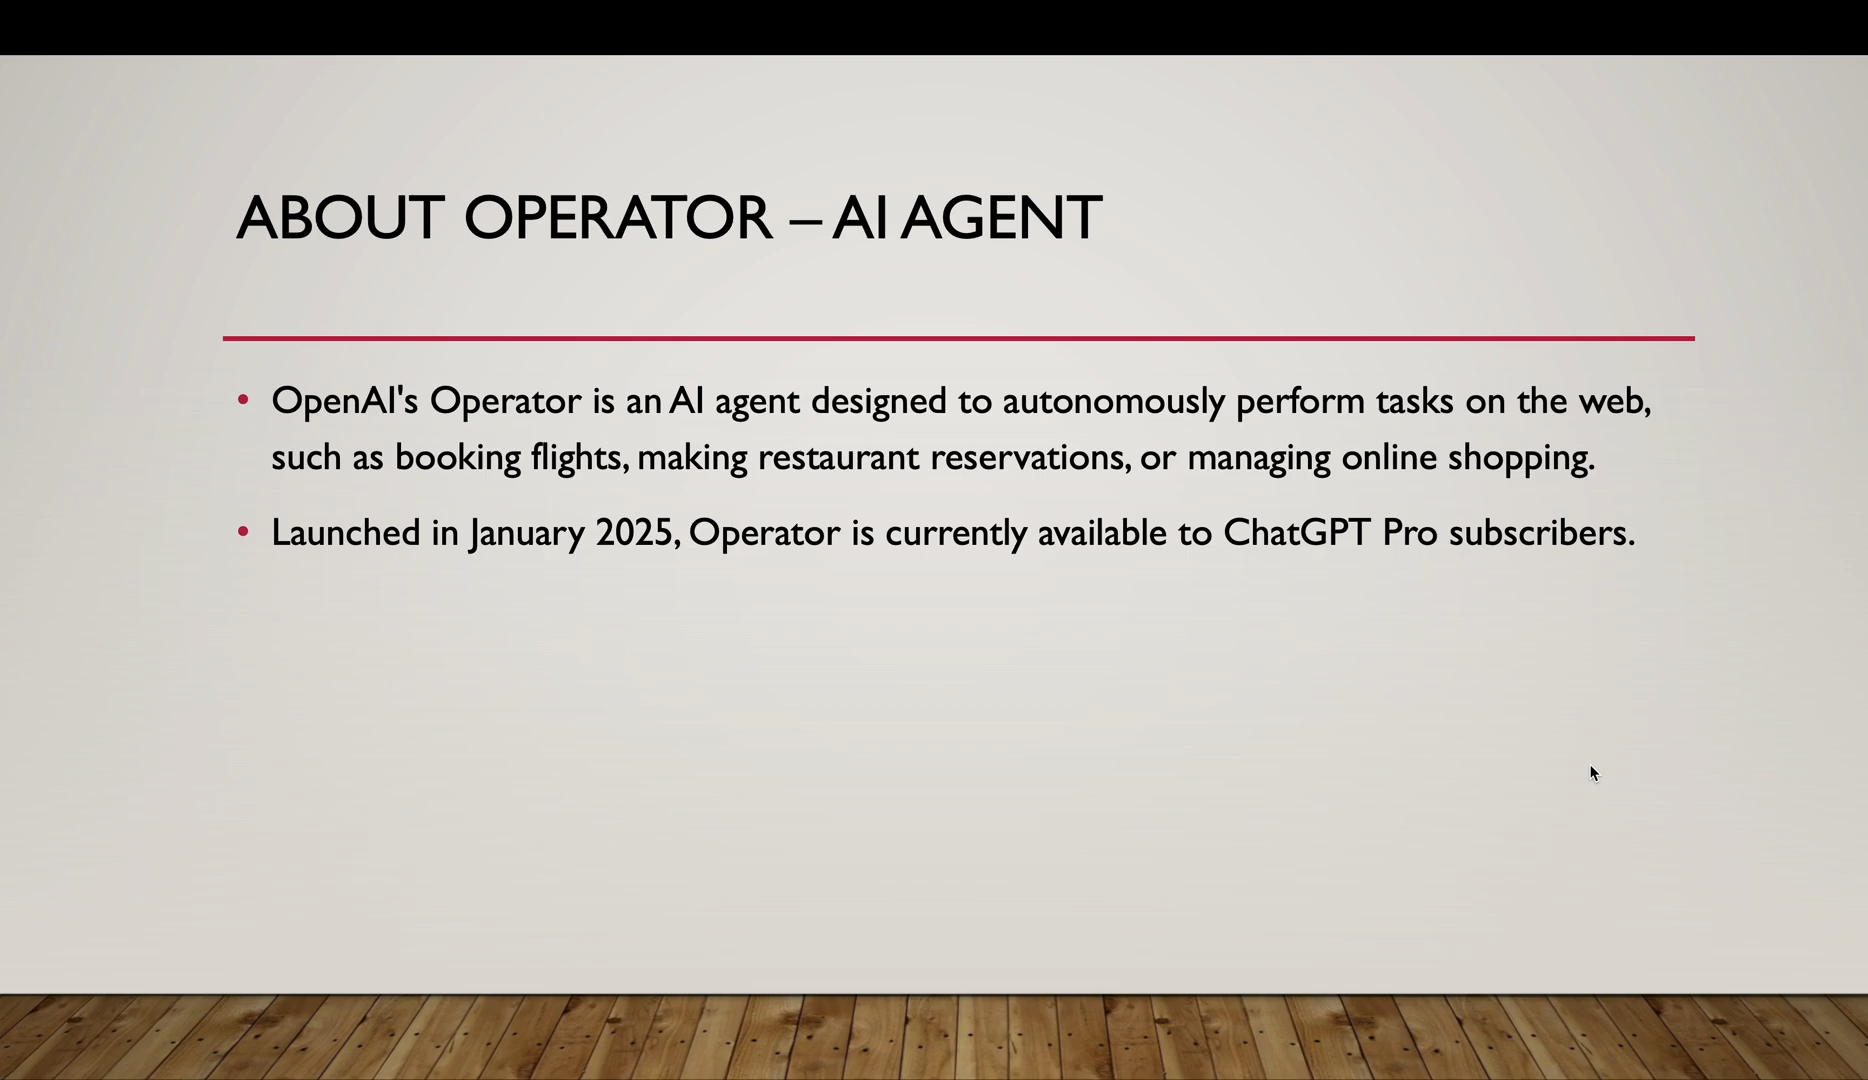 ABOUT OPERATOR – AI AGENT
• OpenAI's Operator is an AI agent designed to autonomously perform tasks on the web,
such as booking flights, making restaurant reservations, or managing online shopping.
• Launched in January 2025, Operator is currently available to ChatGPT Pro subscribers.